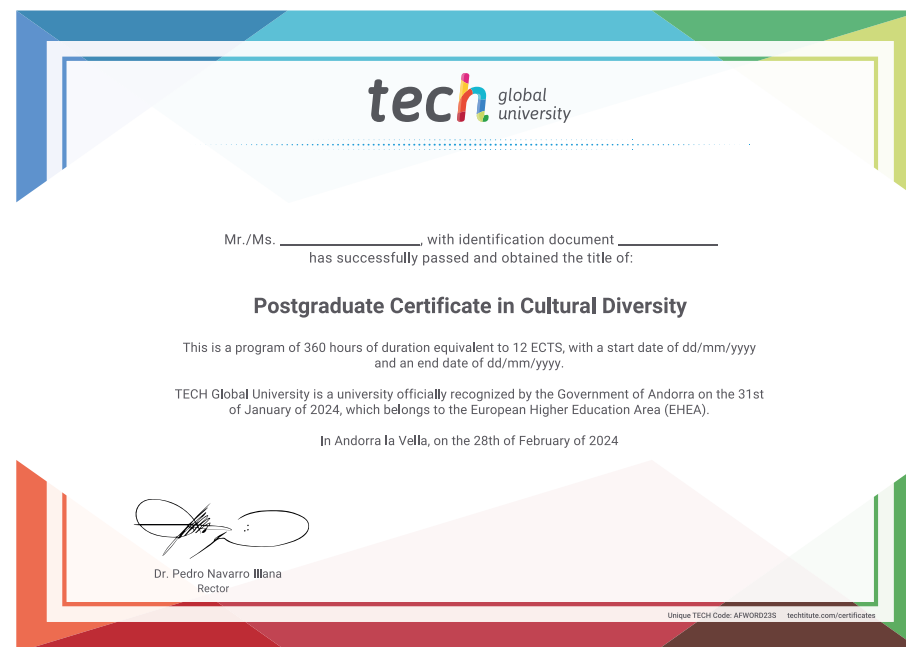 tech global
university
Mr./Ms. ____________________, with identification document ______________
has successfully passed and obtained the title of:
Postgraduate Certificate in Cultural Diversity
This is a program of 360 hours of duration equivalent to 12 ECTS, with a start date of dd/mm/yyyy
and an end date of dd/mm/yyyy.
TECH Global University is a university officially recognized by the Government of Andorra on the 31st
of January of 2024, which belongs to the European Higher Education Area (EHEA).
In Andorra la Vella, on the 28th of February of 2024
Dr. Pedro Navarro Illana
Rector
Unique TECH Code: AFWORD23S techtitute.com/certificates